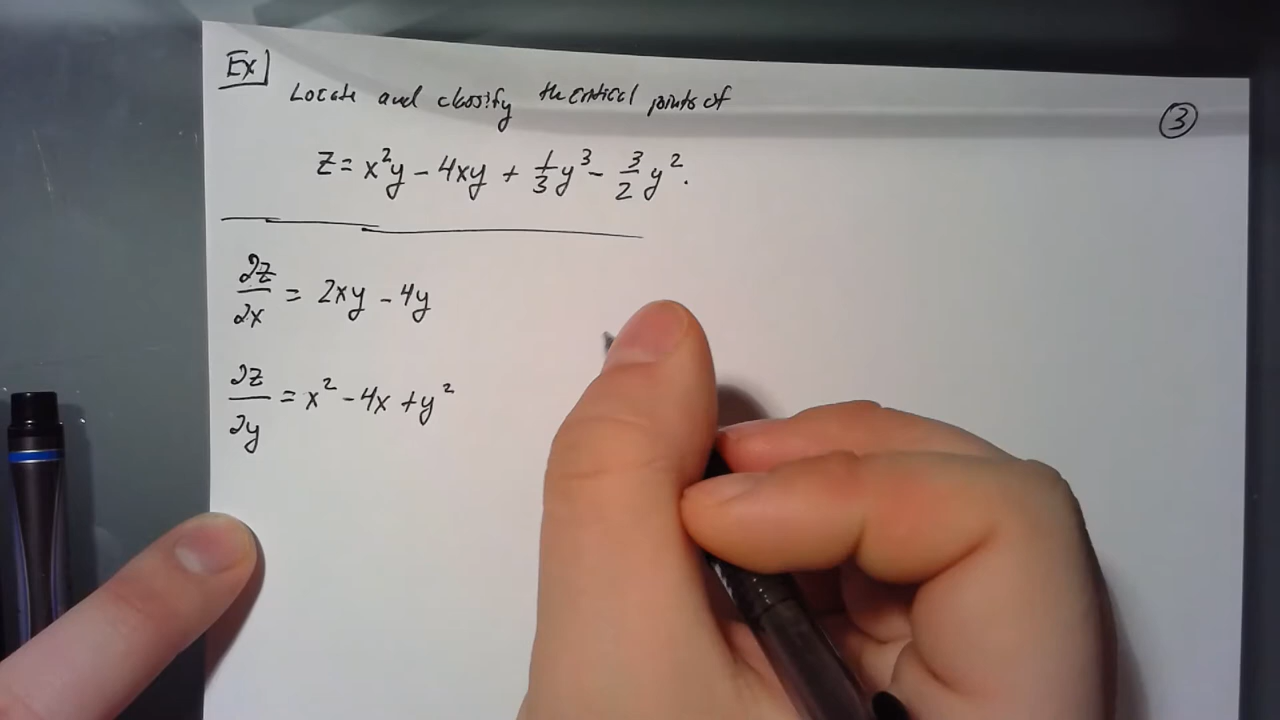 Ex] Locate and classify the critical points of
③
z = x²y - 4xy + 1/3 y³ - 3/2 y².
∂z/∂x = 2xy - 4y
∂z/∂y = x² - 4x + y²